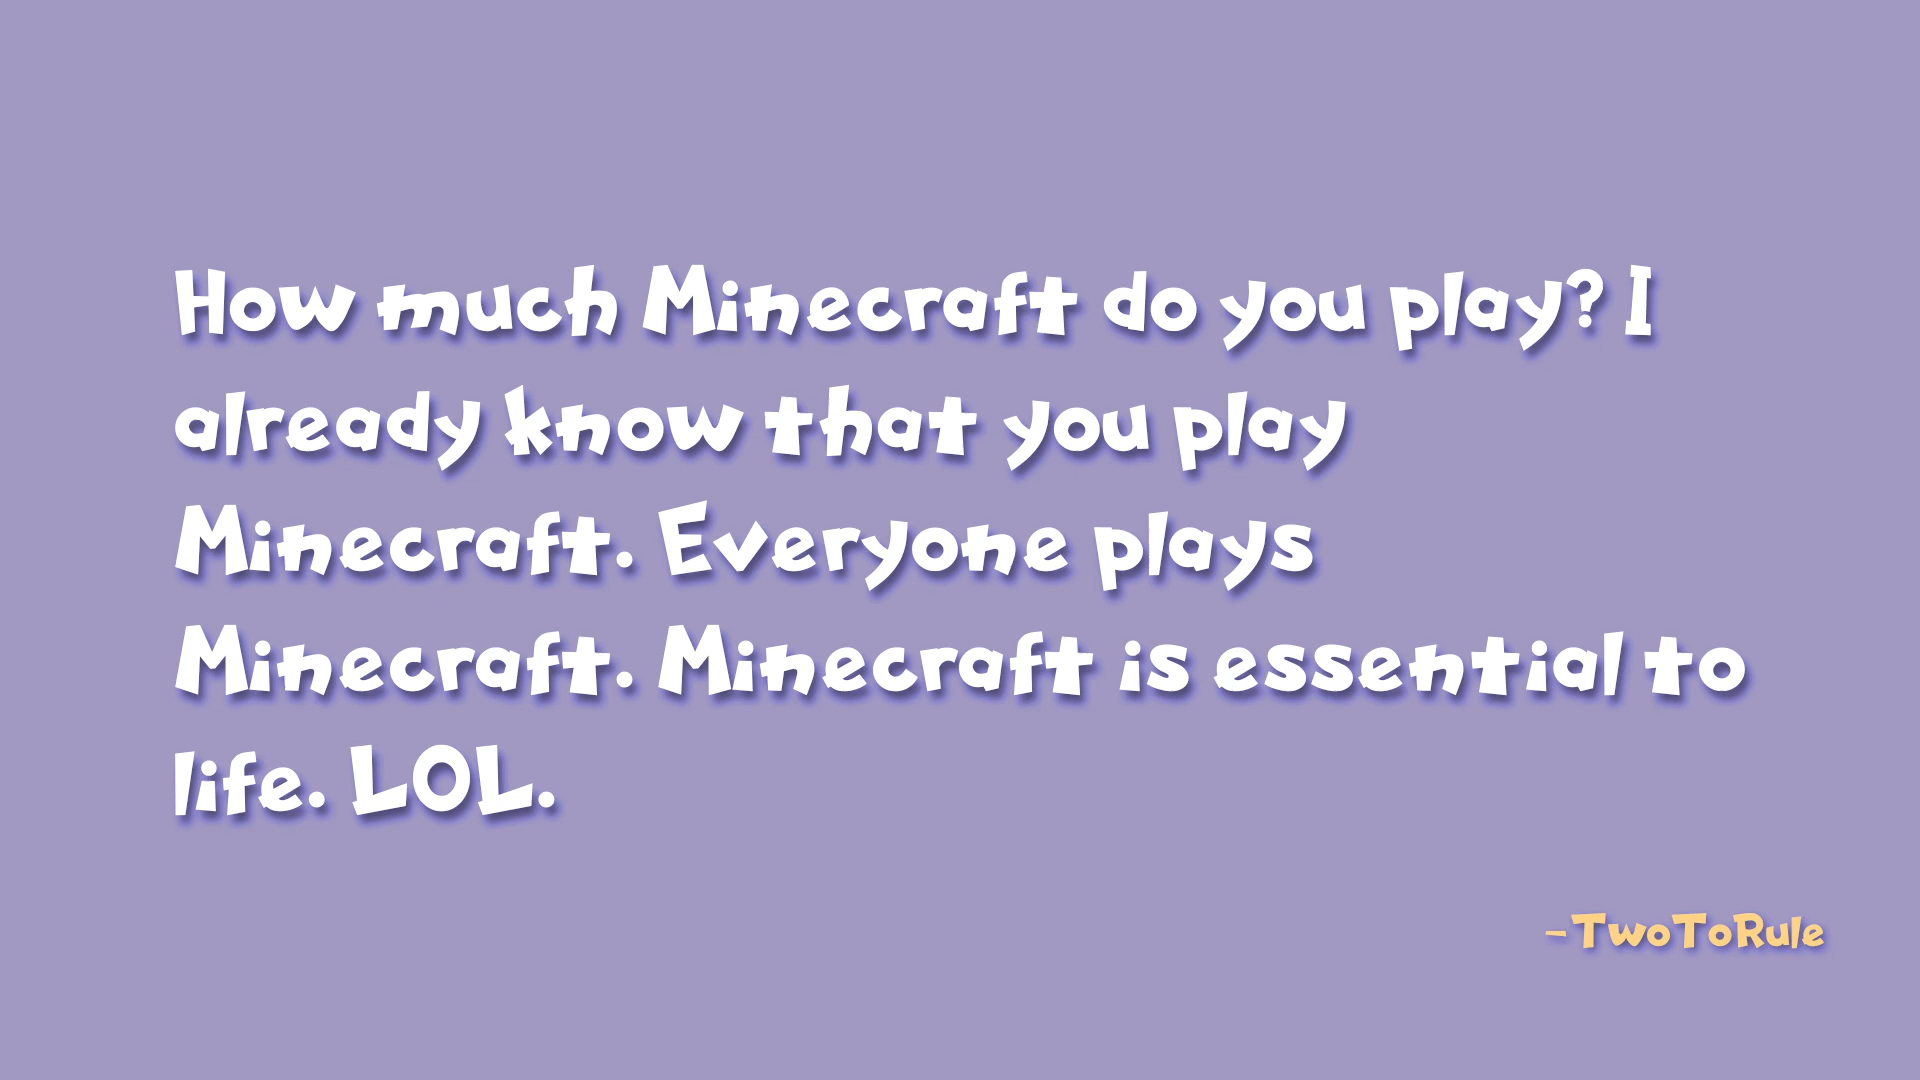 How much Minecraft do you play? I
already know that you play
Minecraft. Everyone plays
Minecraft. Minecraft is essential to
life. LOL.
-TwoToRule